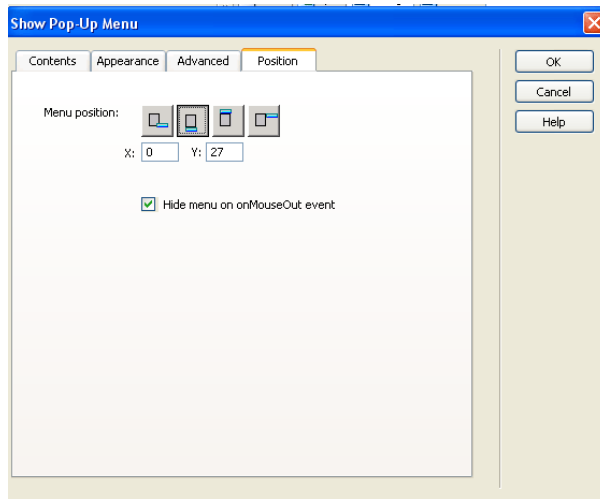 Show Pop-Up Menu
Contents Appearance Advanced Position
OK
Cancel
Help
Menu position:
X: 0 Y: 27
Hide menu on onMouseOut event